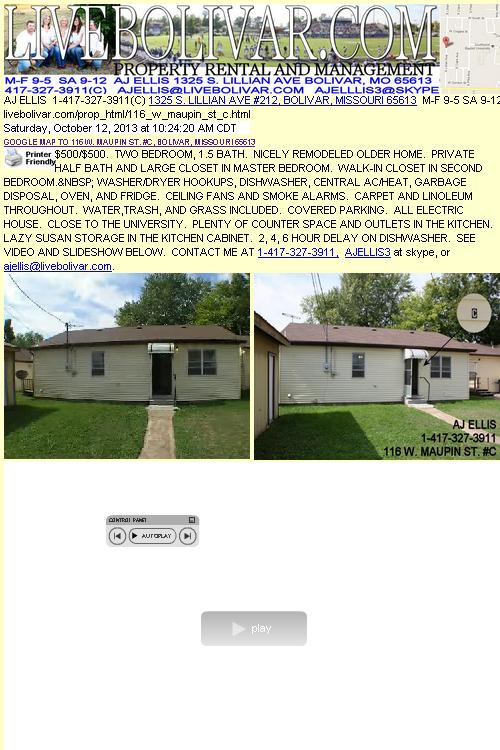 LIVEBOLIVAR.COM
PROPERTY RENTAL AND MANAGEMENT
M-F 9-5 SA 9-12 AJ ELLIS 1325 S. LILLIAN AVE BOLIVAR, MO 65613
417-327-3911(C) AJELLIS@LIVEBOLIVAR.COM AJELLLIS3@SKYPE
AJ ELLIS 1-417-327-3911(C) 1325 S. LILLIAN AVE #212, BOLIVAR, MISSOURI 65613 M-F 9-5 SA 9-12
livebolivar.com/prop_html/116_w_maupin_st_c.html
Saturday, October 12, 2013 at 10:24:20 AM CDT
GOOGLE MAP TO 116 W. MAUPIN ST. #C, BOLIVAR, MISSOURI 65613
Printer Friendly $500/$500. TWO BEDROOM, 1.5 BATH. NICELY REMODELED OLDER HOME. PRIVATE
HALF BATH AND LARGE CLOSET IN MASTER BEDROOM. WALK-IN CLOSET IN SECOND
BEDROOM.&NBSP; WASHER/DRYER HOOKUPS, DISHWASHER, CENTRAL AC/HEAT, GARBAGE
DISPOSAL, OVEN, AND FRIDGE. CEILING FANS AND SMOKE ALARMS. CARPET AND LINOLEUM
THROUGHOUT. WATER,TRASH, AND GRASS INCLUDED. COVERED PARKING. ALL ELECTRIC
HOUSE. CLOSE TO THE UNIVERSITY. PLENTY OF COUNTER SPACE AND OUTLETS IN THE KITCHEN.
LAZY SUSAN STORAGE IN THE KITCHEN CABINET. 2, 4, 6 HOUR DELAY ON DISHWASHER. SEE
VIDEO AND SLIDESHOW BELOW. CONTACT ME AT 1-417-327-3911, AJELLIS3 at skype, or
ajellis@livebolivar.com.
C
AJ ELLIS
1-417-327-3911
116 W. MAUPIN ST. #C
CONTROL PANEL
AUTOPLAY
play